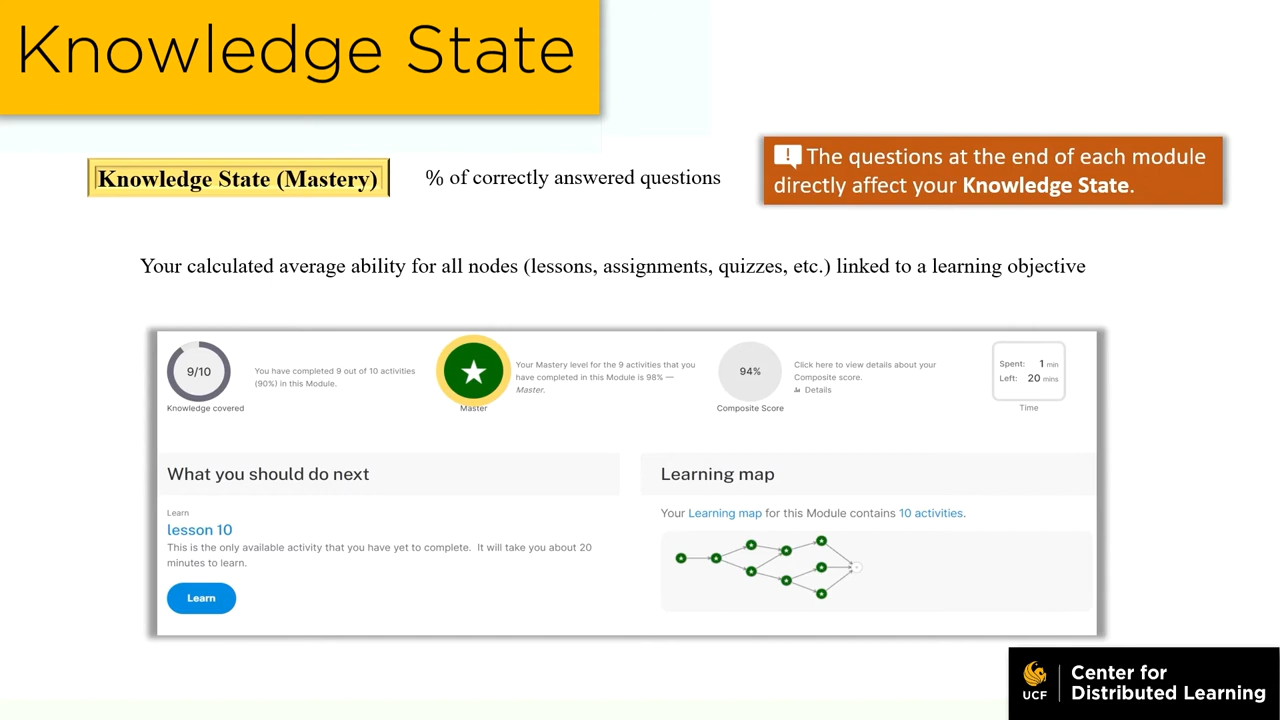 Knowledge State
Knowledge State (Mastery)
% of correctly answered questions
! The questions at the end of each module
directly affect your Knowledge State.
Your calculated average ability for all nodes (lessons, assignments, quizzes, etc.) linked to a learning objective
9/10
Knowledge covered
You have completed 9 out of 10 activities
(90%) in this Module.
Master
Your Mastery level for the 9 activities that you
have completed in this Module is 98% —
Master.
94%
Composite Score
Click here to view details about your
Composite score.
Details
Spent: 1 min
Left: 20 mins
Time
What you should do next
Learn
lesson 10
This is the only available activity that you have yet to complete. It will take you about 20
minutes to learn.
Learn
Learning map
Your Learning map for this Module contains 10 activities.
UCF
Center for
Distributed Learning